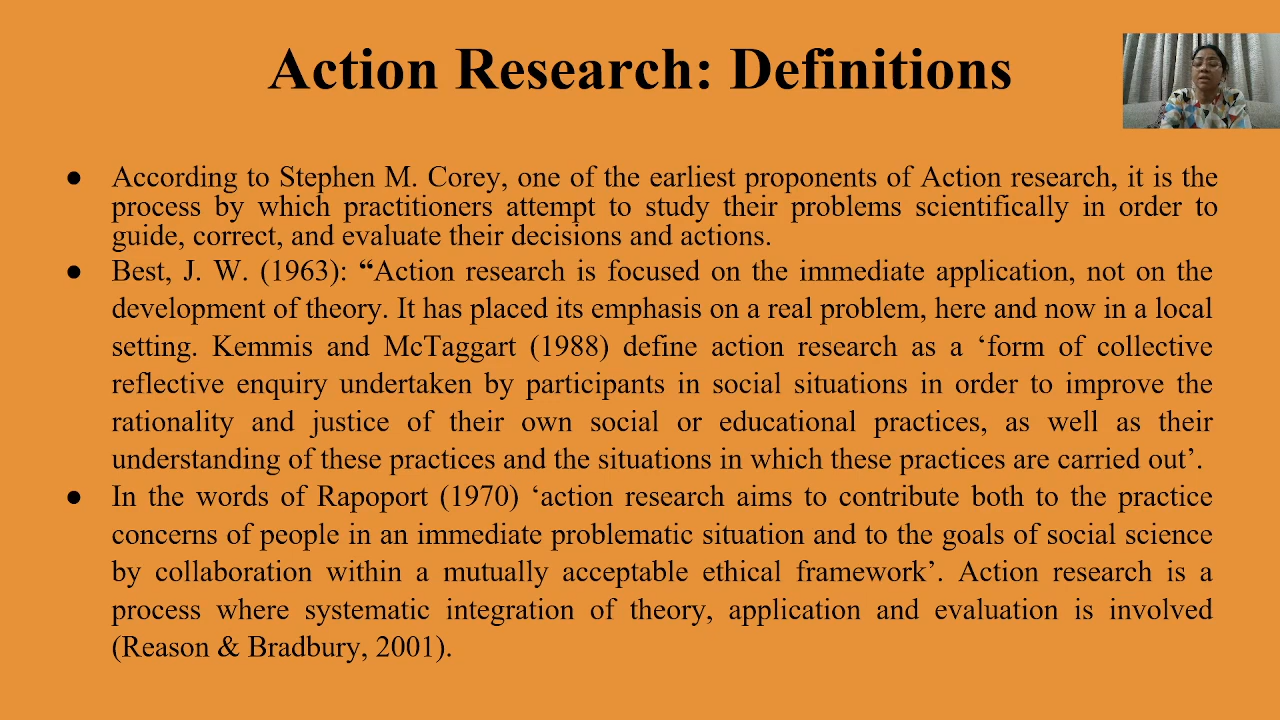 Action Research: Definitions
● According to Stephen M. Corey, one of the earliest proponents of Action research, it is the
process by which practitioners attempt to study their problems scientifically in order to
guide, correct, and evaluate their decisions and actions.
● Best, J. W. (1963): “Action research is focused on the immediate application, not on the
development of theory. It has placed its emphasis on a real problem, here and now in a local
setting. Kemmis and McTaggart (1988) define action research as a ‘form of collective
reflective enquiry undertaken by participants in social situations in order to improve the
rationality and justice of their own social or educational practices, as well as their
understanding of these practices and the situations in which these practices are carried out’.
● In the words of Rapoport (1970) ‘action research aims to contribute both to the practice
concerns of people in an immediate problematic situation and to the goals of social science
by collaboration within a mutually acceptable ethical framework’. Action research is a
process where systematic integration of theory, application and evaluation is involved
(Reason & Bradbury, 2001).